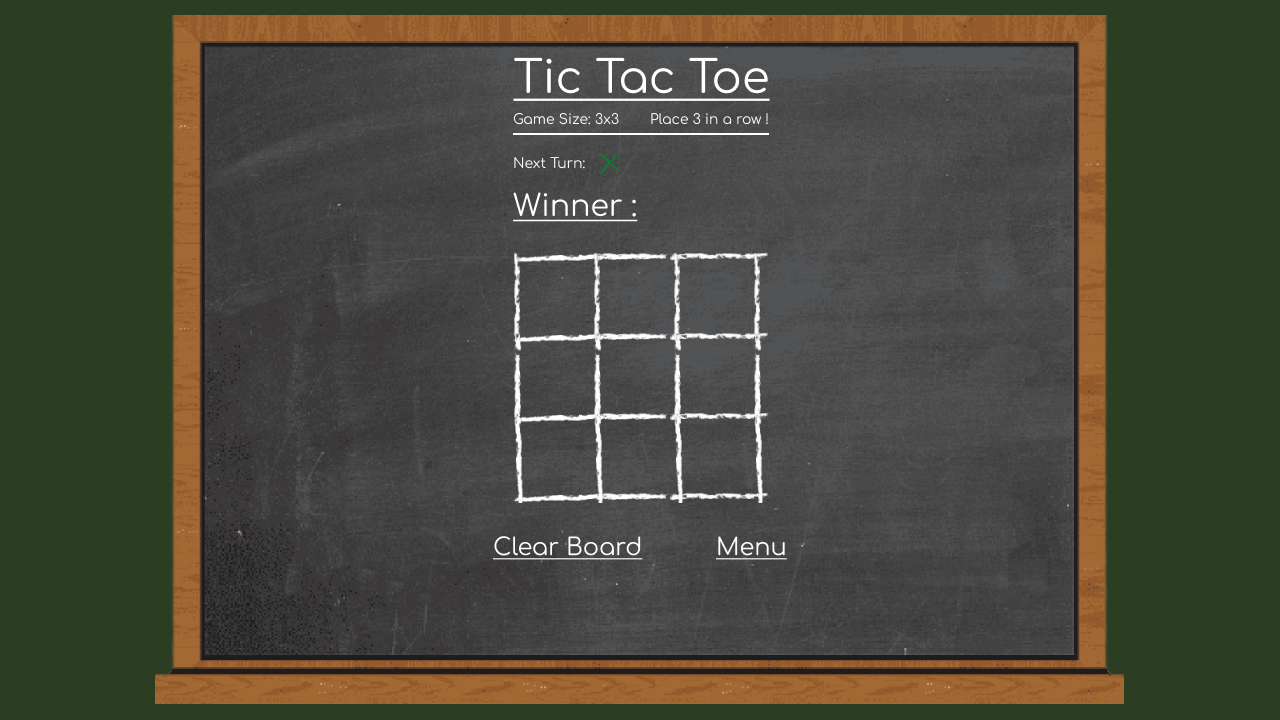 Tic Tac Toe
Game Size: 3x3 Place 3 in a row !
Next Turn:
Winner :
Clear Board Menu